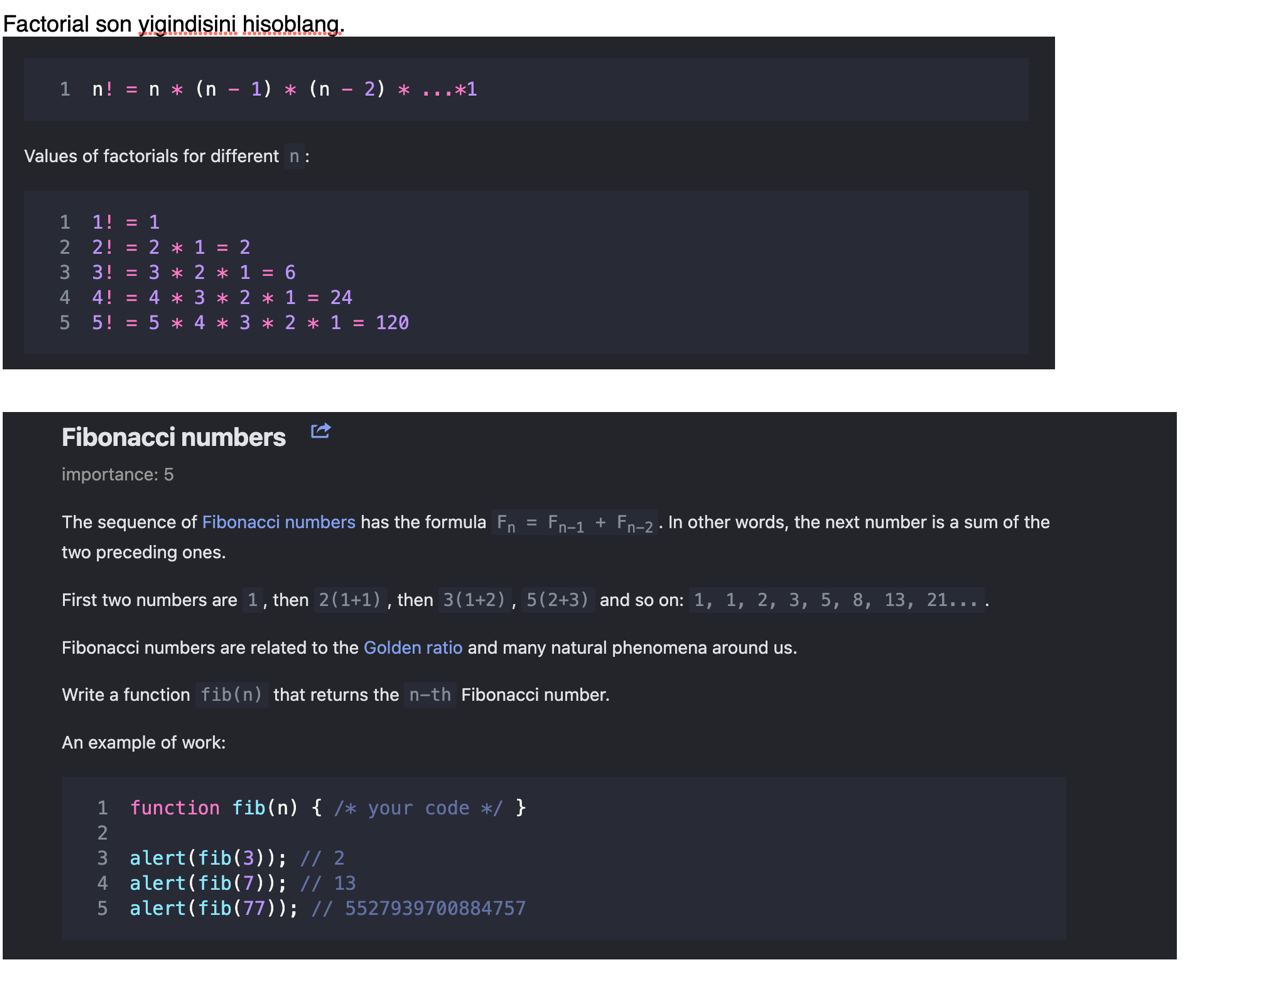 Factorial son yigindisini hisoblang.
1 n! = n * (n - 1) * (n - 2) * ...*1
Values of factorials for different n:
1 1! = 1
2 2! = 2 * 1 = 2
3 3! = 3 * 2 * 1 = 6
4 4! = 4 * 3 * 2 * 1 = 24
5 5! = 5 * 4 * 3 * 2 * 1 = 120
Fibonacci numbers
importance: 5
The sequence of Fibonacci numbers has the formula Fn = Fn-1 + Fn-2. In other words, the next number is a sum of the
two preceding ones.
First two numbers are 1, then 2(1+1), then 3(1+2), 5(2+3) and so on: 1, 1, 2, 3, 5, 8, 13, 21....
Fibonacci numbers are related to the Golden ratio and many natural phenomena around us.
Write a function fib(n) that returns the n-th Fibonacci number.
An example of work:
1 function fib(n) { /* your code */ }
2
3 alert(fib(3)); // 2
4 alert(fib(7)); // 13
5 alert(fib(77)); // 5527939700884757